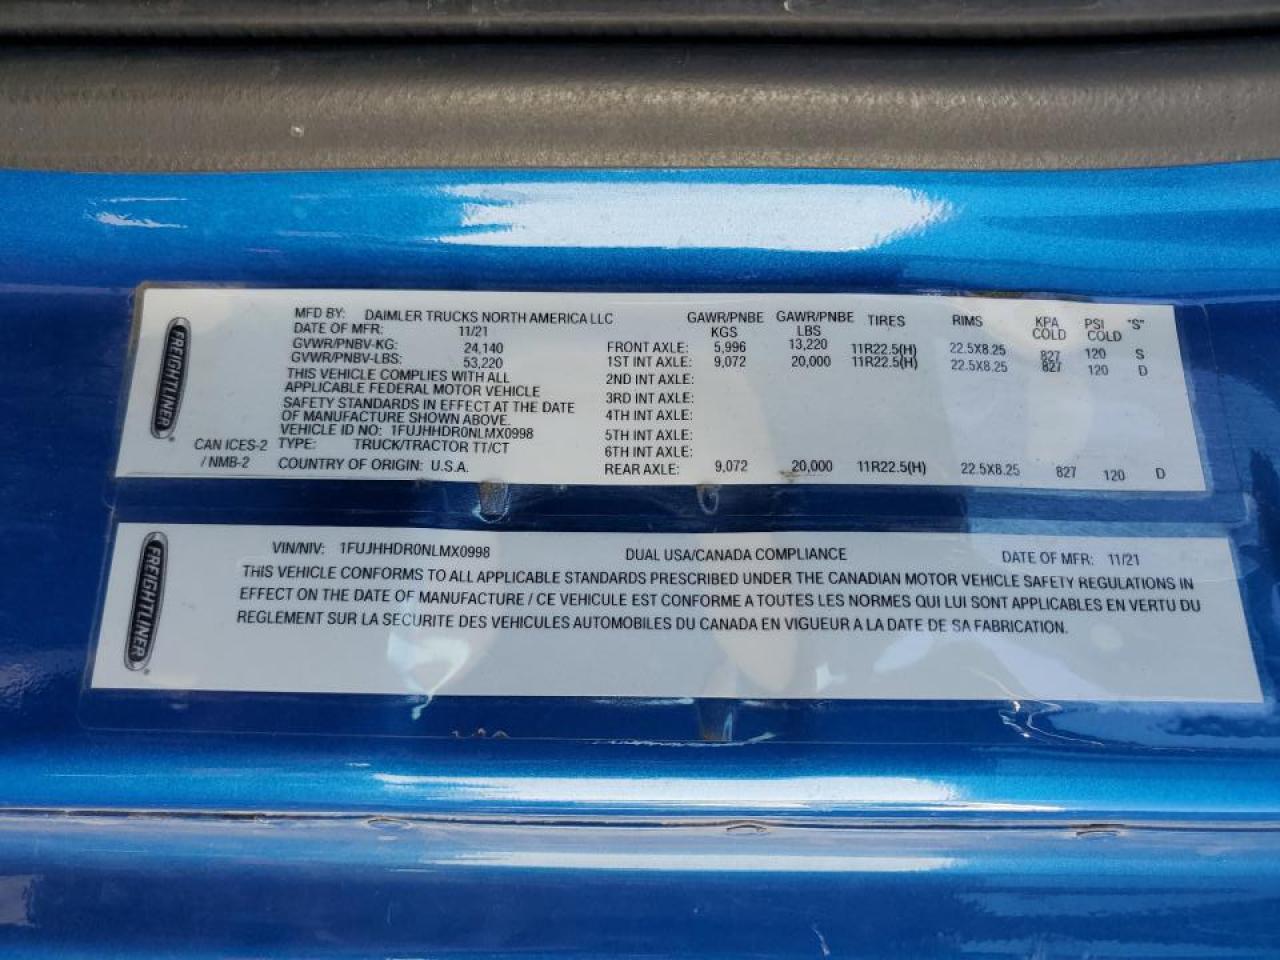 FREIGHTLINER
MFD BY: DAIMLER TRUCKS NORTH AMERICA LLC
DATE OF MFR: 11/21
GVWR/PNBV-KG: 24,140
GVWR/PNBV-LBS: 53,220
THIS VEHICLE COMPLIES WITH ALL
APPLICABLE FEDERAL MOTOR VEHICLE
SAFETY STANDARDS IN EFFECT AT THE DATE
OF MANUFACTURE SHOWN ABOVE.
VEHICLE ID NO: 1FUJHHDR0NLMX0998
CAN ICES-2
/ NMB-2
TYPE: TRUCK/TRACTOR TT/CT
COUNTRY OF ORIGIN: U.S.A.
GAWR/PNBE GAWR/PNBE TIRES RIMS KPA PSI "S"
KGS LBS COLD COLD
FRONT AXLE: 5,996 13,220 11R22.5(H) 22.5X8.25 827 120 S
1ST INT AXLE: 9,072 20,000 11R22.5(H) 22.5X8.25 827 120 D
2ND INT AXLE:
3RD INT AXLE:
4TH INT AXLE:
5TH INT AXLE:
6TH INT AXLE:
REAR AXLE: 9,072 20,000 11R22.5(H) 22.5X8.25 827 120 D
FREIGHTLINER
VIN/NIV: 1FUJHHDR0NLMX0998 DUAL USA/CANADA COMPLIANCE DATE OF MFR: 11/21
THIS VEHICLE CONFORMS TO ALL APPLICABLE STANDARDS PRESCRIBED UNDER THE CANADIAN MOTOR VEHICLE SAFETY REGULATIONS IN
EFFECT ON THE DATE OF MANUFACTURE / CE VEHICULE EST CONFORME A TOUTES LES NORMES QUI LUI SONT APPLICABLES EN VERTU DU
REGLEMENT SUR LA SECURITE DES VEHICULES AUTOMOBILES DU CANADA EN VIGUEUR A LA DATE DE SA FABRICATION.